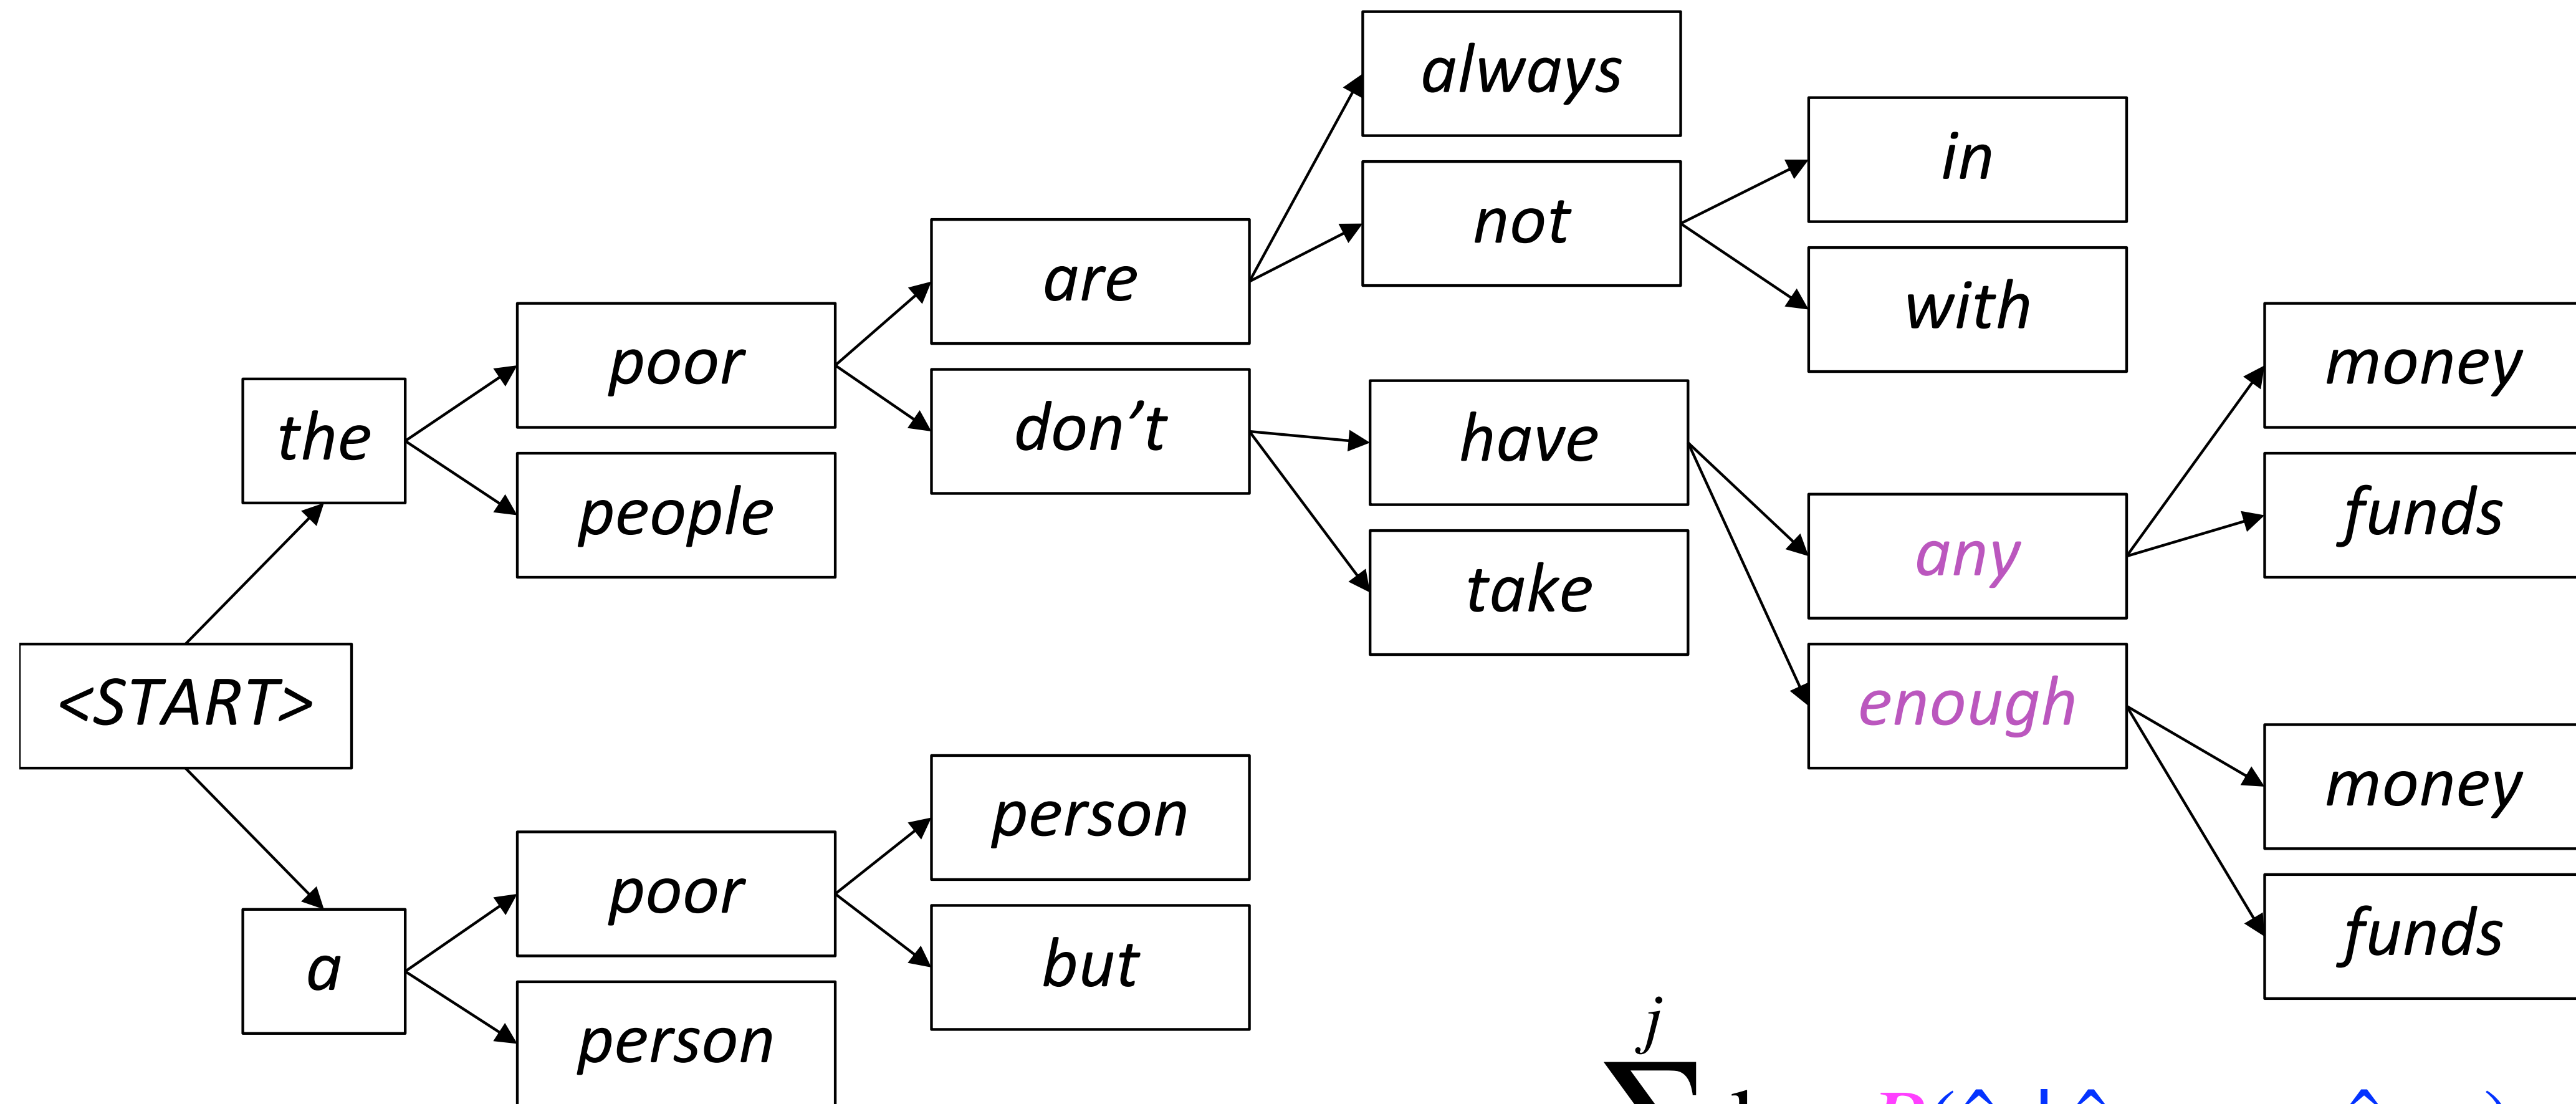 always
in
not
are
with
poor
money
the
don't
have
people
funds
any
take
<START>
enough
person
money
poor
a
but
funds
person
j
∑